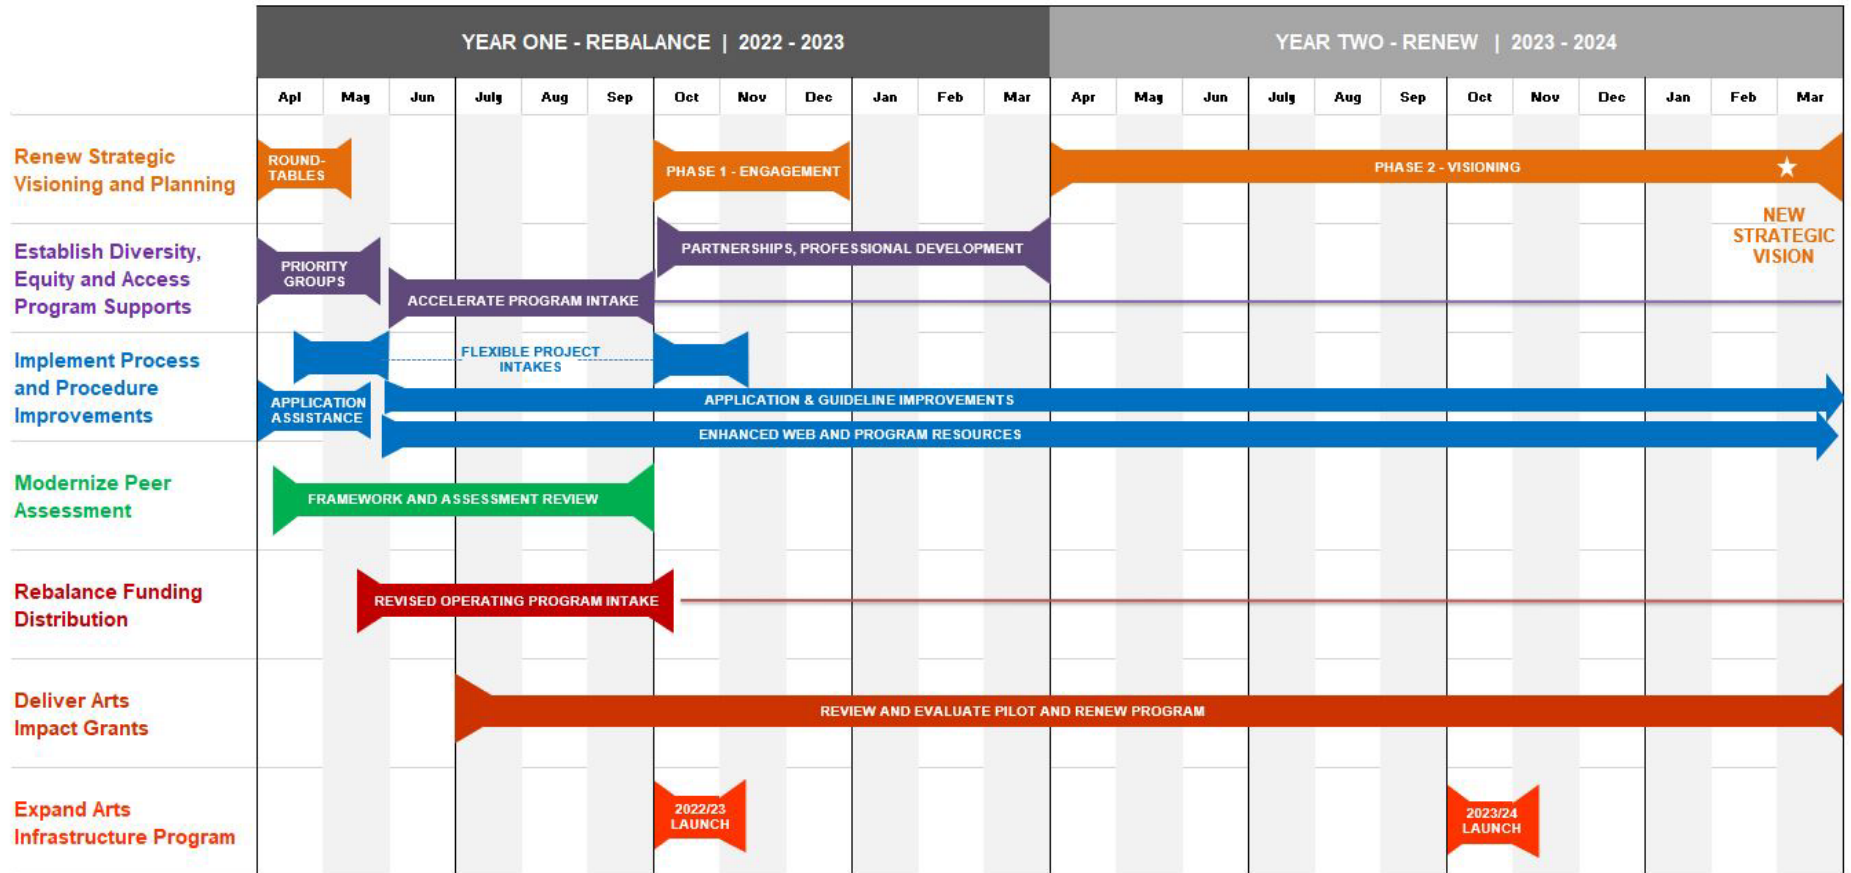 YEAR ONE - REBALANCE | 2022 - 2023
YEAR TWO - RENEW | 2023 - 2024
Apl May Jun July Aug Sep Oct Nov Dec Jan Feb Mar Apr May Jun July Aug Sep Oct Nov Dec Jan Feb Mar
Renew Strategic
Visioning and Planning
ROUND-
TABLES
PHASE 1 - ENGAGEMENT
PHASE 2 - VISIONING
NEW
STRATEGIC
VISION
Establish Diversity,
Equity and Access
Program Supports
PRIORITY
GROUPS
ACCELERATE PROGRAM INTAKE
PARTNERSHIPS, PROFESSIONAL DEVELOPMENT
Implement Process
and Procedure
Improvements
FLEXIBLE PROJECT
INTAKES
APPLICATION
ASSISTANCE
APPLICATION & GUIDELINE IMPROVEMENTS
ENHANCED WEB AND PROGRAM RESOURCES
Modernize Peer
Assessment
FRAMEWORK AND ASSESSMENT REVIEW
Rebalance Funding
Distribution
REVISED OPERATING PROGRAM INTAKE
Deliver Arts
Impact Grants
REVIEW AND EVALUATE PILOT AND RENEW PROGRAM
Expand Arts
Infrastructure Program
2022/23
LAUNCH
2023/24
LAUNCH